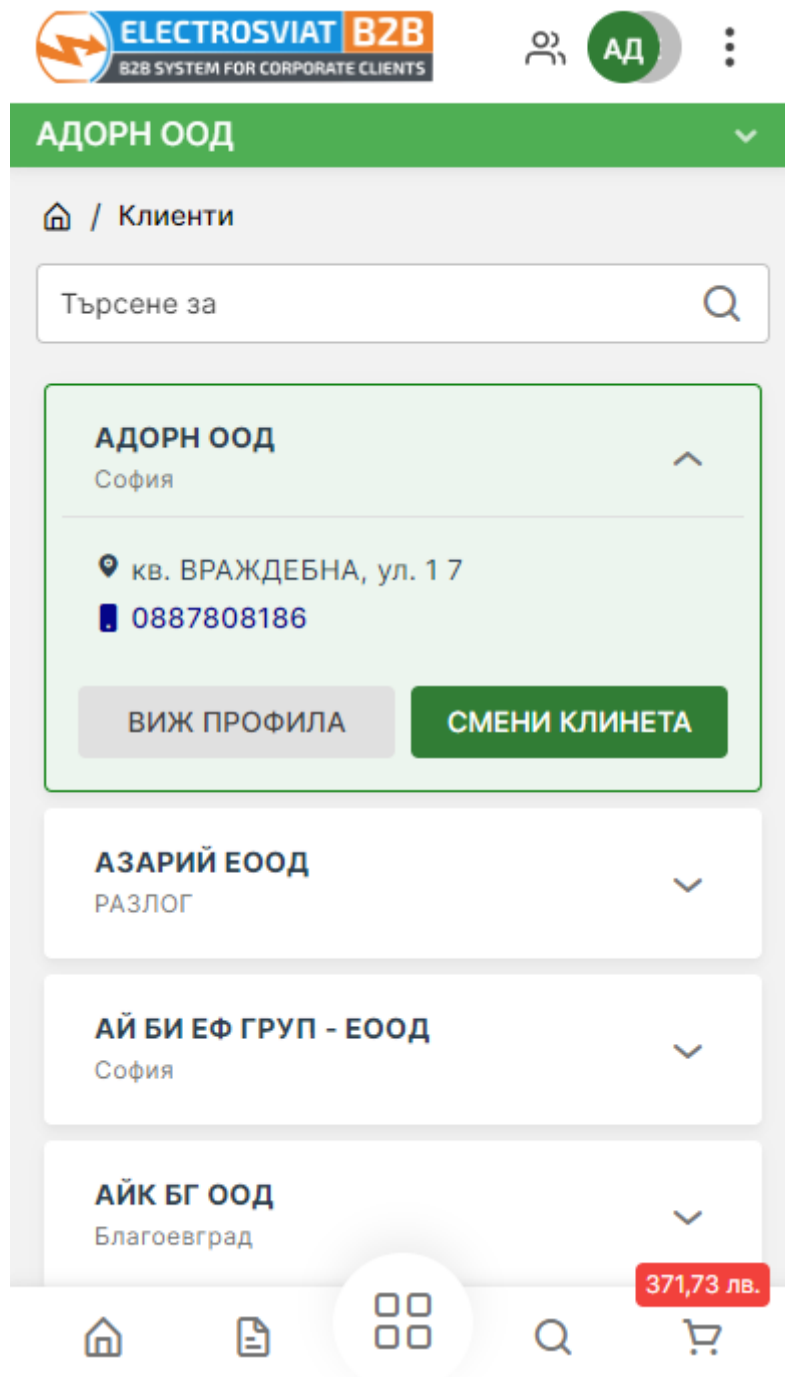 ELECTROSVIAT B2B
B2B SYSTEM FOR CORPORATE CLIENTS
АД
АДОРН ООД
/ Клиенти
Търсене за
АДОРН ООД
София
кв. ВРАЖДЕБНА, ул. 1 7
0887808186
ВИЖ ПРОФИЛА
СМЕНИ КЛИНЕТА
АЗАРИЙ ЕООД
РАЗЛОГ
АЙ БИ ЕФ ГРУП - ЕООД
София
АЙК БГ ООД
Благоевград
371,73 лв.